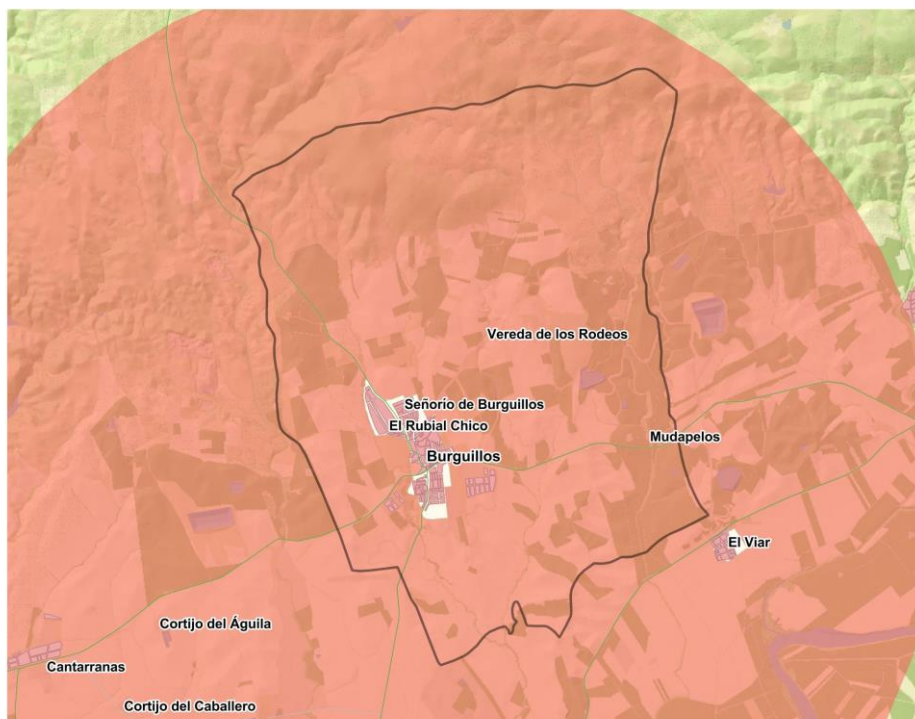 Vereda de los Rodeos
Señorío de Burguillos
El Rubial Chico
Mudapelos
Burguillos
El Viar
Cortijo del Águila
Cantarranas
Cortijo del Caballero